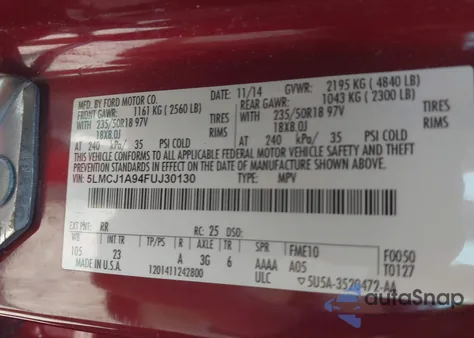 MFD. BY FORD MOTOR CO.
DATE: 11/14 GVWR: 2195 KG ( 4840 LB)
FRONT GAWR: 1161 KG ( 2560 LB)
REAR GAWR: 1043 KG ( 2300 LB)
WITH 235/50R18 97V TIRES
WITH 235/50R18 97V TIRES
18X8.0J RIMS
18X8.0J RIMS
AT 240 kPa/ 35 PSI COLD
AT 240 kPa/ 35 PSI COLD
THIS VEHICLE CONFORMS TO ALL APPLICABLE FEDERAL MOTOR VEHICLE SAFETY AND THEFT
PREVENTION STANDARDS IN EFFECT ON THE DATE OF MANUFACTURE SHOWN ABOVE.
VIN: 5LMCJ1A94FUJ30130 TYPE: MPV
EXT PNT: RR RC: 25 DSO:
WB INT TR TP/PS R AXLE TR SPR FME10 F0050
105 23 A 3G 6 AAAA A05 T0127
MADE IN U.S.A. 1201411242800 ULC 5U5A-3520472-AA
autoSnap